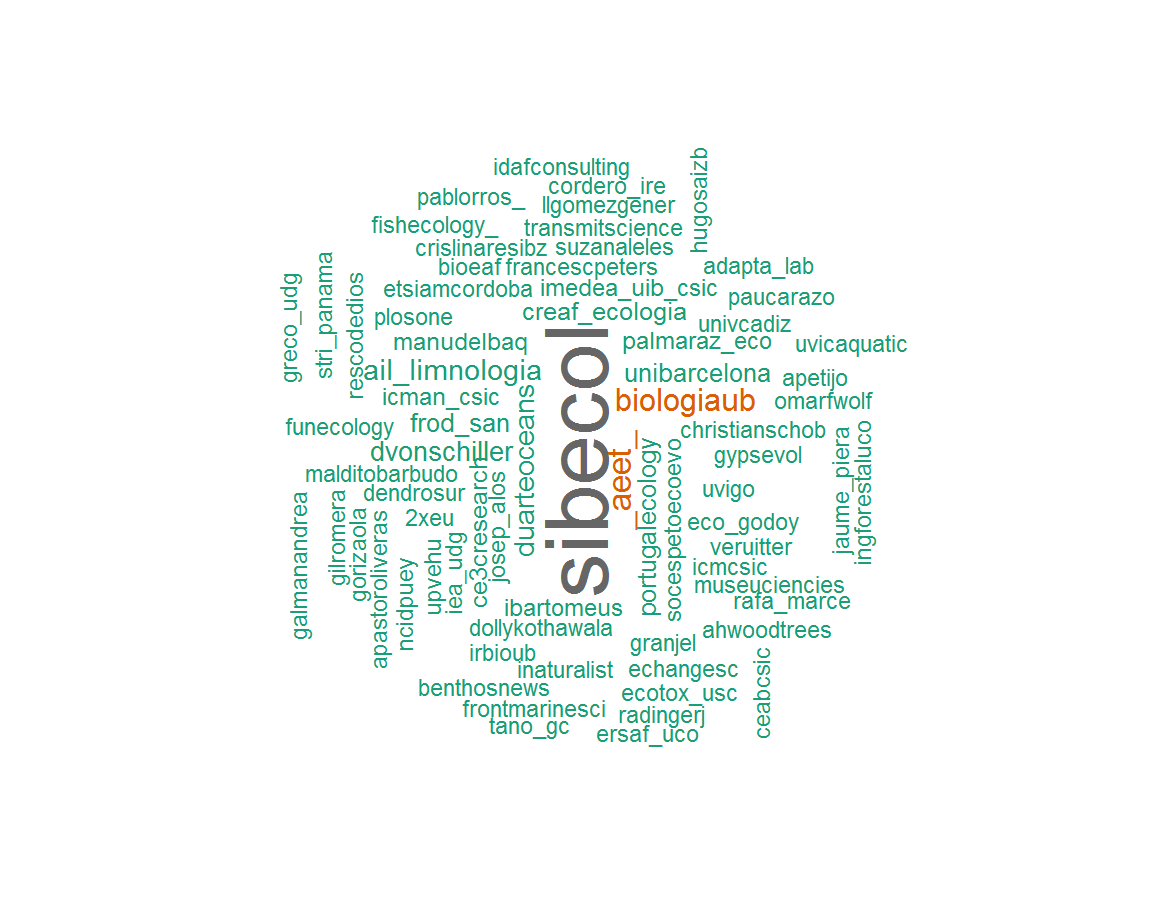 idafconsulting
cordero_ire
hugosaizb
pablorros_
llgomezgener
fishecology_
transmitscience
crislinaresibz
suzanaleles
bioeaf
francescpeters
adapta_lab
greco_udg
stri_panama
rescodedios
etsiamcordoba
imedea_uib_csic
paucarazo
plosone
creaf_ecologia
univcadiz
manudelbaq
sibecol
palmaraz_eco
uvicaquatic
ail_limnologia
unibarcelona
apetijo
icman_csic
duarteoceans
biologiaub
omarfwolf
funecology
frod_san
_aeet_
christianschob
dvonschiller
portugalecology
socespetoecoevo
gypsevol
jaume_piera
ingforestaluco
malditobarbudo
ce3cresearch
josep_alos
dendrosur
uvigo
galmanandrea
gilromera
gorizaola
apastoroliveras
2xeu
eco_godoy
ncidpuey
upvehu
iea_udg
veruitter
icmcsic
museuciencies
ibartomeus
rafa_marce
dollykothawala
ahwoodtrees
irbioub
granjel
inaturalist
echangesc
ceabcsic
benthosnews
ecotox_usc
frontmarinesci
radingerj
tano_gc
ersaf_uco